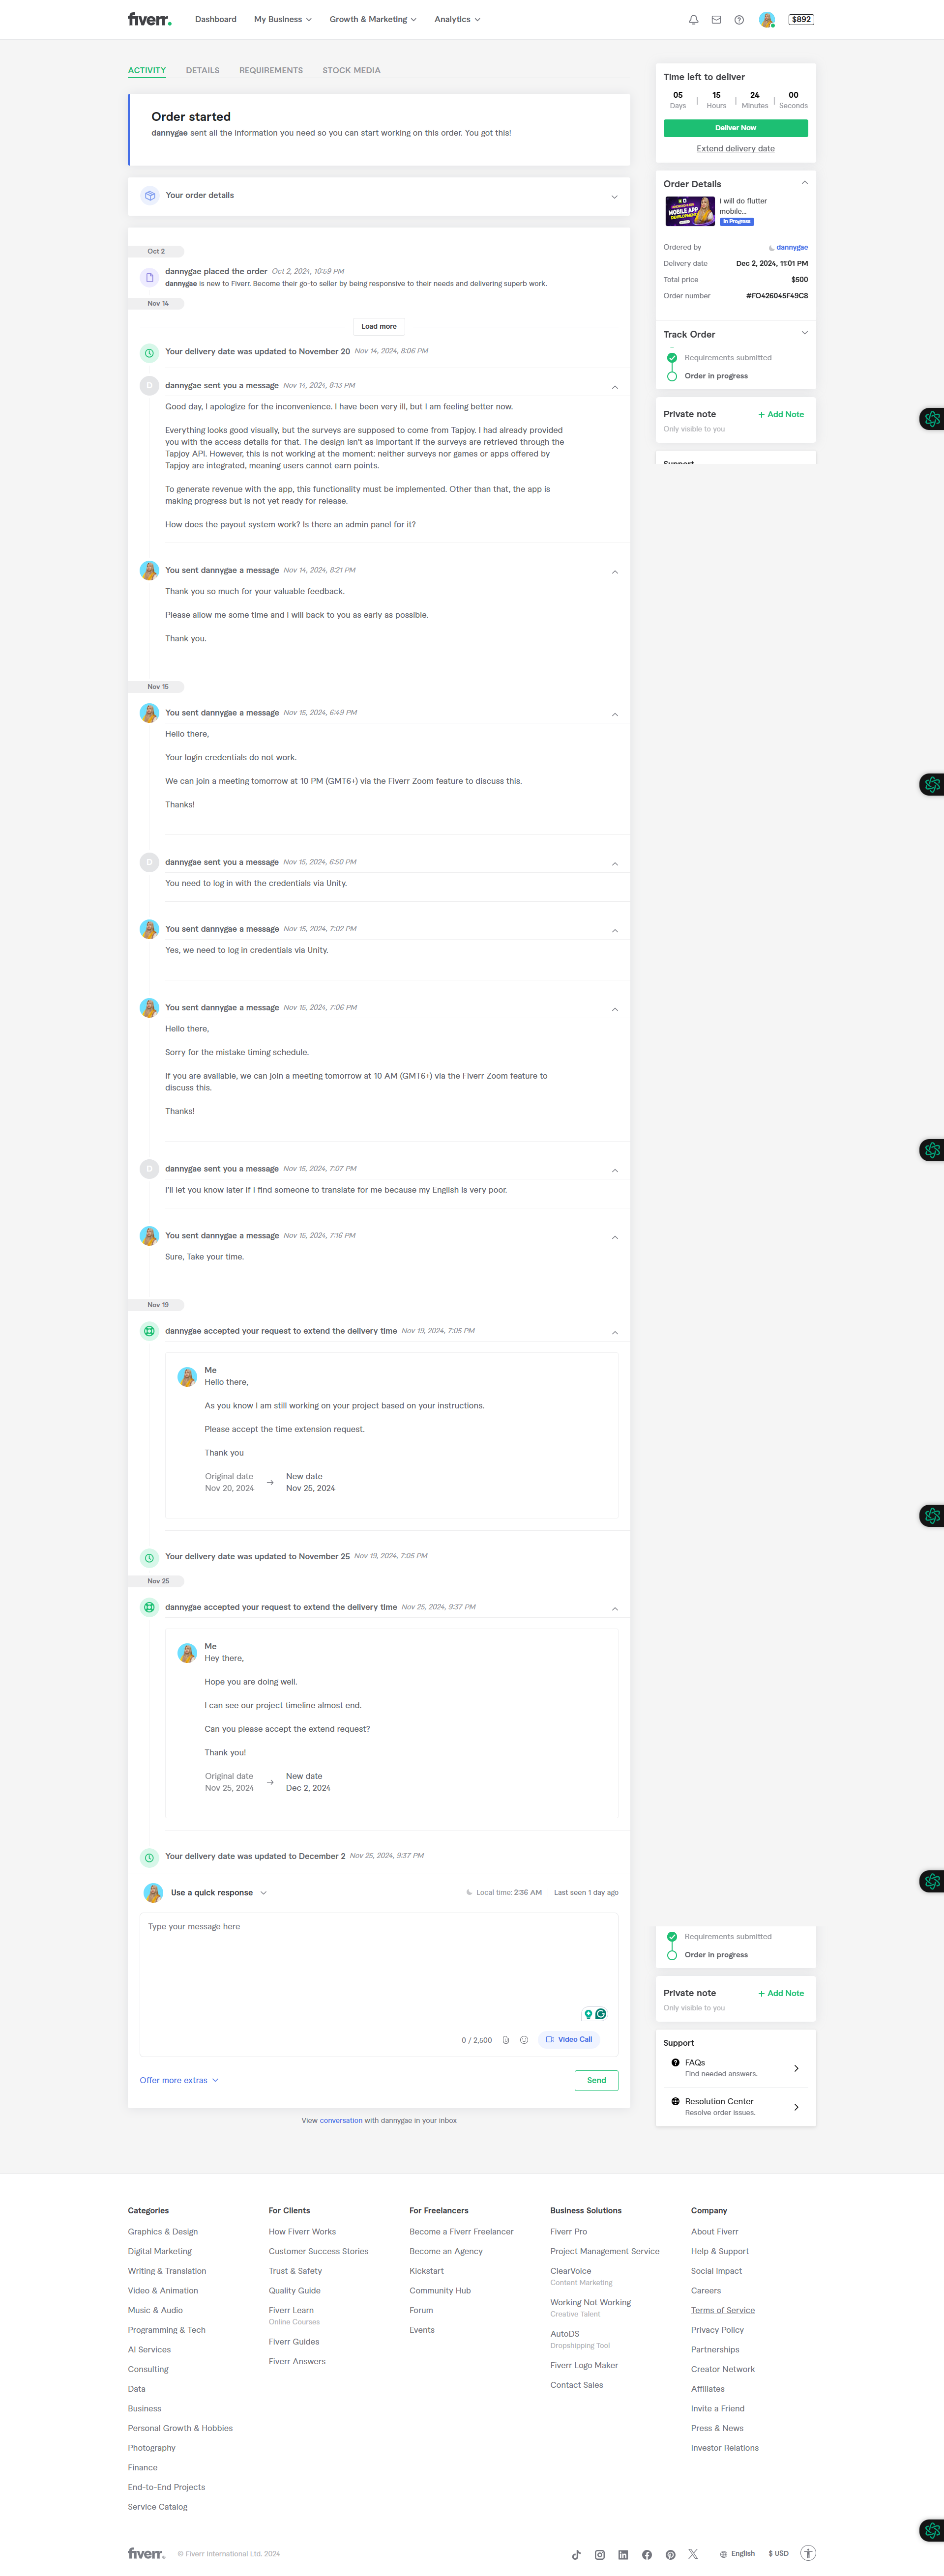 fiverr.
Dashboard
My Business
Growth & Marketing
Analytics
$892
ACTIVITY
DETAILS
REQUIREMENTS
STOCK MEDIA
Order started
dannygae sent all the information you need so you can start working on this order. You got this!
Your order details
Oct 2
dannygae placed the order Oct 2, 2024, 10:59 PM
dannygae is new to Fiverr. Become their go-to seller by being responsive to their needs and delivering superb work.
Nov 14
Load more
Your delivery date was updated to November 20 Nov 14, 2024, 8:06 PM
D
dannygae sent you a message Nov 14, 2024, 8:13 PM
Good day, I apologize for the inconvenience. I have been very ill, but I am feeling better now.
Everything looks good visually, but the surveys are supposed to come from Tapjoy. I had already provided
you with the access details for that. The design isn't as important if the surveys are retrieved through the
Tapjoy API. However, this is not working at the moment: neither surveys nor games or apps offered by
Tapjoy are integrated, meaning users cannot earn points.
To generate revenue with the app, this functionality must be implemented. Other than that, the app is
making progress but is not yet ready for release.
How does the payout system work? Is there an admin panel for it?
You sent dannygae a message Nov 14, 2024, 8:21 PM
Thank you so much for your valuable feedback.
Please allow me some time and I will back to you as early as possible.
Thank you.
Nov 15
You sent dannygae a message Nov 15, 2024, 6:49 PM
Hello there,
Your login credentials do not work.
We can join a meeting tomorrow at 10 PM (GMT6+) via the Fiverr Zoom feature to discuss this.
Thanks!
D
dannygae sent you a message Nov 15, 2024, 6:50 PM
You need to log in with the credentials via Unity.
You sent dannygae a message Nov 15, 2024, 7:02 PM
Yes, we need to log in credentials via Unity.
You sent dannygae a message Nov 15, 2024, 7:06 PM
Hello there,
Sorry for the mistake timing schedule.
If you are available, we can join a meeting tomorrow at 10 AM (GMT6+) via the Fiverr Zoom feature to
discuss this.
Thanks!
D
dannygae sent you a message Nov 15, 2024, 7:07 PM
I'll let you know later if I find someone to translate for me because my English is very poor.
You sent dannygae a message Nov 15, 2024, 7:16 PM
Sure, Take your time.
Nov 19
dannygae accepted your request to extend the delivery time Nov 19, 2024, 7:05 PM
Me
Hello there,
As you know I am still working on your project based on your instructions.
Please accept the time extension request.
Thank you
Original date
Nov 20, 2024
New date
Nov 25, 2024
Your delivery date was updated to November 25 Nov 19, 2024, 7:05 PM
Nov 25
dannygae accepted your request to extend the delivery time Nov 25, 2024, 9:37 PM
Me
Hey there,
Hope you are doing well.
I can see our project timeline almost end.
Can you please accept the extend request?
Thank you!
Original date
Nov 25, 2024
New date
Dec 2, 2024
Your delivery date was updated to December 2 Nov 25, 2024, 9:37 PM
Use a quick response
Local time: 2:36 AM
Last seen 1 day ago
Type your message here
0 / 2,500
Video Call
Offer more extras
Send
View conversation with dannygae in your inbox
Time left to deliver
05 15 24 00
Days Hours Minutes Seconds
Deliver Now
Extend delivery date
Order Details
MOBILE APP
DEVELOPMENT
I will do flutter
mobile...
In Progress
Ordered by dannygae
Delivery date Dec 2, 2024, 11:01 PM
Total price $500
Order number #FO426045F49C8
Track Order
Requirements submitted
Order in progress
Private note
+ Add Note
Only visible to you
Support
Requirements submitted
Order in progress
Private note
+ Add Note
Only visible to you
Support
FAQs
Find needed answers.
Resolution Center
Resolve order issues.
Categories
Graphics & Design
Digital Marketing
Writing & Translation
Video & Animation
Music & Audio
Programming & Tech
AI Services
Consulting
Data
Business
Personal Growth & Hobbies
Photography
Finance
End-to-End Projects
Service Catalog
For Clients
How Fiverr Works
Customer Success Stories
Trust & Safety
Quality Guide
Fiverr Learn
Online Courses
Fiverr Guides
Fiverr Answers
For Freelancers
Become a Fiverr Freelancer
Become an Agency
Kickstart
Community Hub
Forum
Events
Business Solutions
Fiverr Pro
Project Management Service
ClearVoice
Content Marketing
Working Not Working
Creative Talent
AutoDS
Dropshipping Tool
Fiverr Logo Maker
Contact Sales
Company
About Fiverr
Help & Support
Social Impact
Careers
Terms of Service
Privacy Policy
Partnerships
Creator Network
Affiliates
Invite a Friend
Press & News
Investor Relations
fiverr.
© Fiverr International Ltd. 2024
English
$ USD